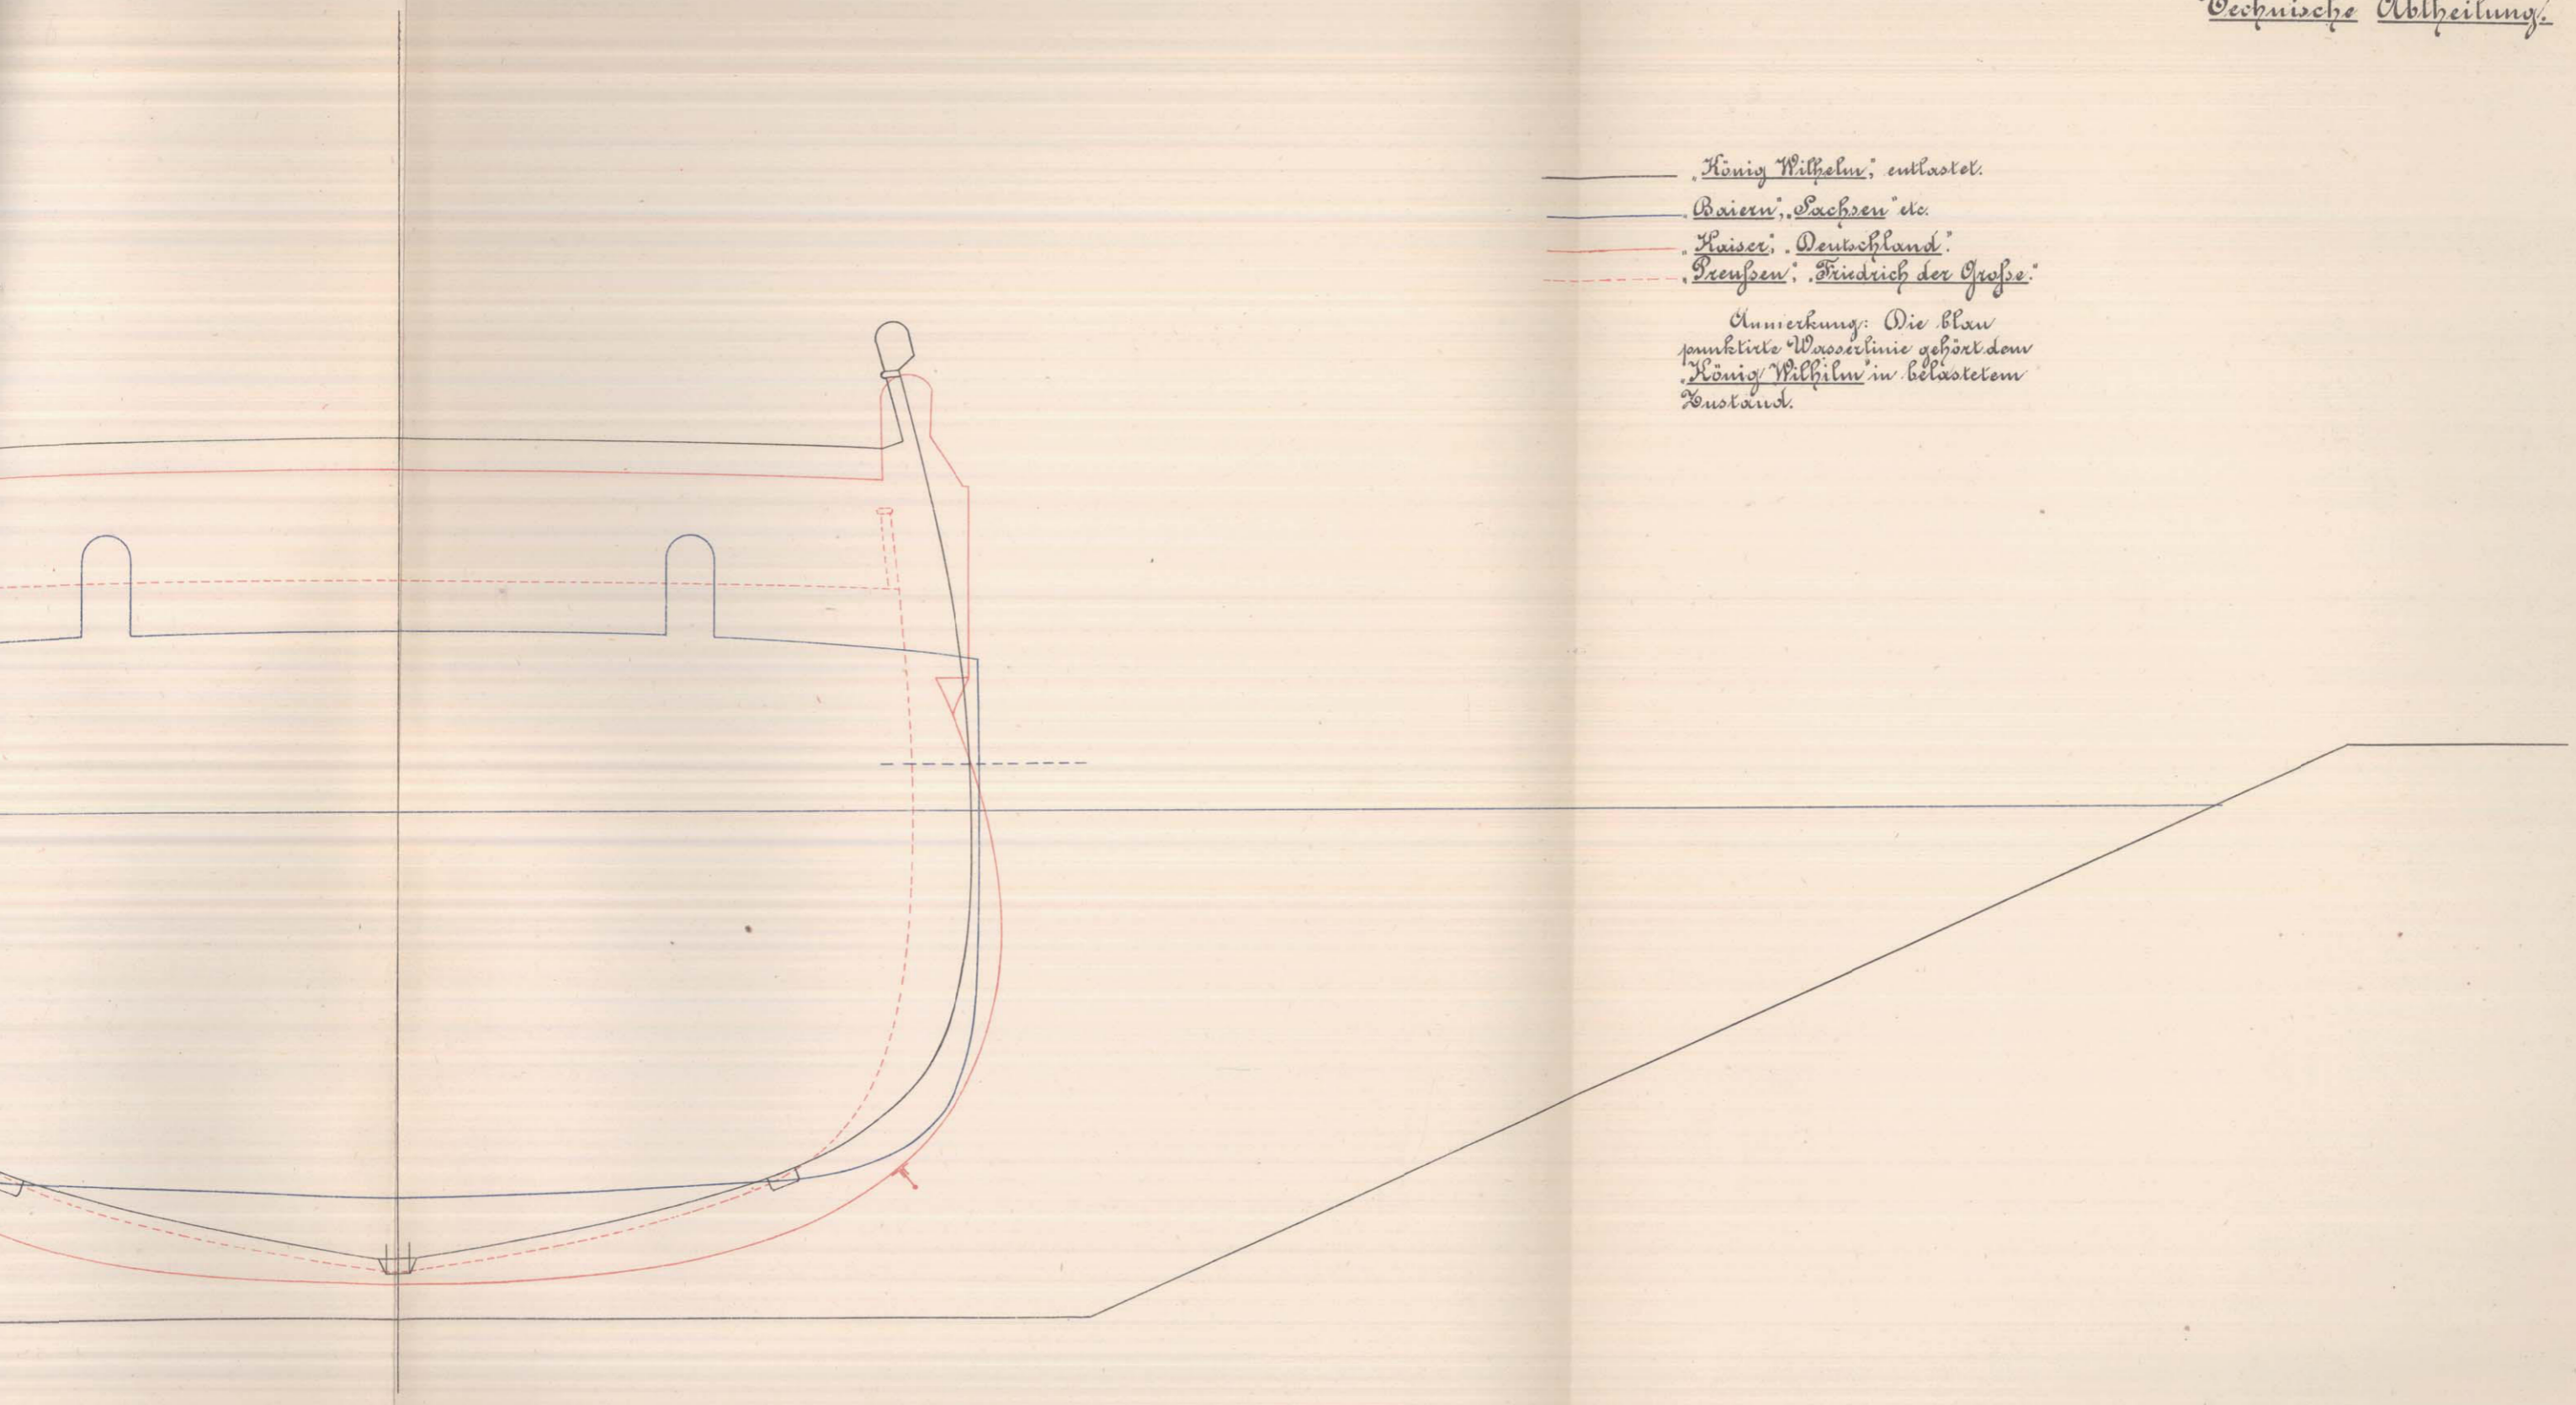 Technische Abtheilung.
„König Wilhelm“, entlastet.
„Baiern“, „Sachsen“ etc.
„Kaiser“, „Deutschland“.
„Preußen“, „Friedrich der Große.“
Anmerkung: Die blau
punktirte Wasserlinie gehört dem
„König Wilhilm“ in belastetem
Zustand.